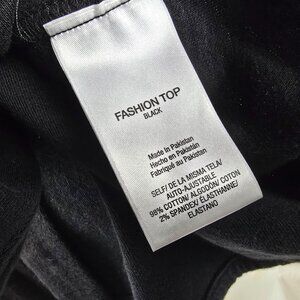 FASHION TOP
BLACK
Made in Pakistan
Hecho en Pakistán
Fabriqué au Pakistan
SELF/ DE LA MISMA TELA/
AUTO-AJUSTABLE
98% COTTON/ ALGODÓN/ COTON
2% SPANDEX/ ELASTHANNE/
ELASTANO